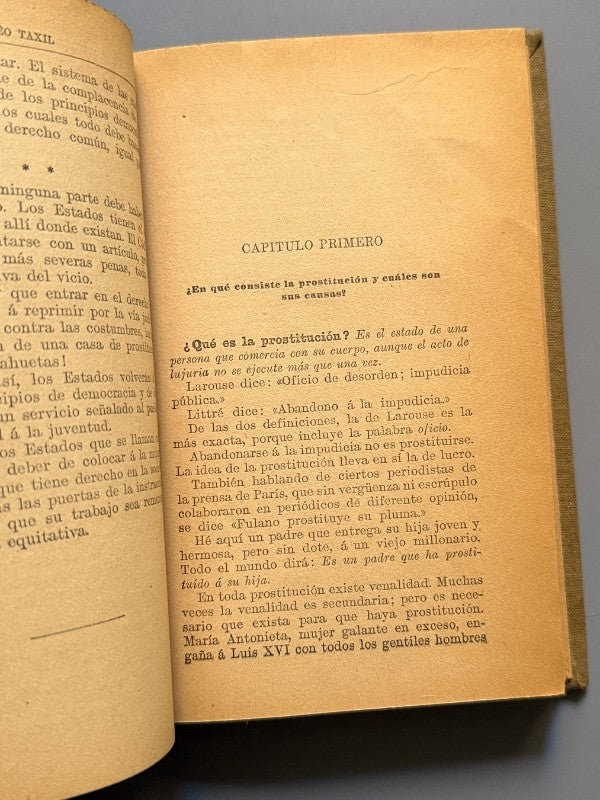 EO TAXIL
ar. El sistema de las
e de la complacencia
de los principios
os cuales todo debe
derecho común, igual
* *
ninguna parte debe
o. Los Estados tienen el
allí donde existan. El
tarse con un artículo,
más severas penas,
va del vicio.
que entrar en el
á reprimir por la vía
contra las costumbres,
n de una casa de
ahuetas!
sí, los Estados
cipios de democracia y de
un servicio señalado al
l á la juventud.
os Estados que se llaman
deber de colocar á la
que tiene derecho en la
as las puertas de la
que su trabajo sea
s equitativa.
CAPITULO PRIMERO
¿En qué consiste la prostitución y cuáles son
sus causas?
¿Qué es la prostitución? Es el estado de una
persona que comercia con su cuerpo, aunque el acto de
lujuria no se ejecute más que una vez.
Larouse dice: «Oficio de desorden; impudicia
pública.»
Littré dice: «Abandono á la impudicia.»
De las dos definiciones, la de Larouse es la
más exacta, porque incluye la palabra oficio.
Abandonarse á la impudicia no es prostituirse.
La idea de la prostitución lleva en sí la de lucro.
También hablando de ciertos periodistas de
la prensa de París, que sin vergüenza ni escrúpulo
colaboraron en periódicos de diferente opinión,
se dice «Fulano prostituye su pluma.»
Hé aquí un padre que entrega su hija joven y
hermosa, pero sin dote, á un viejo millonario.
Todo el mundo dirá: Es un padre que ha prosti-
tuído á su hija.
En toda prostitución existe venalidad. Muchas
veces la venalidad es secundaria; pero es nece-
sario que exista para que haya prostitución.
María Antonieta, mujer galante en exceso, en-
gaña á Luis XVI con todos los gentiles hombres